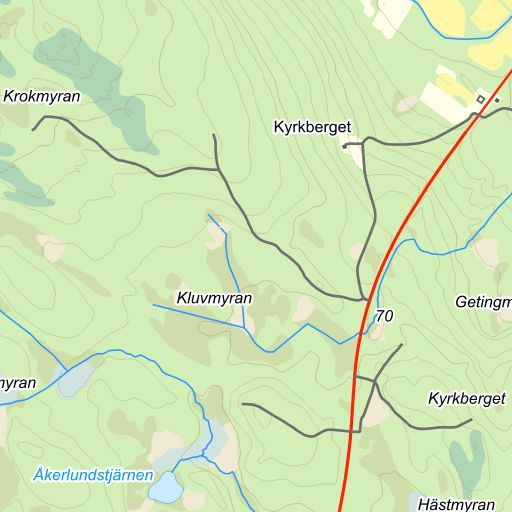 Krokmyran
Kyrkberget
Kluvmyran
70
Getingm
myran
Kyrkberget
Åkerlundstjärnen
Hästmyran